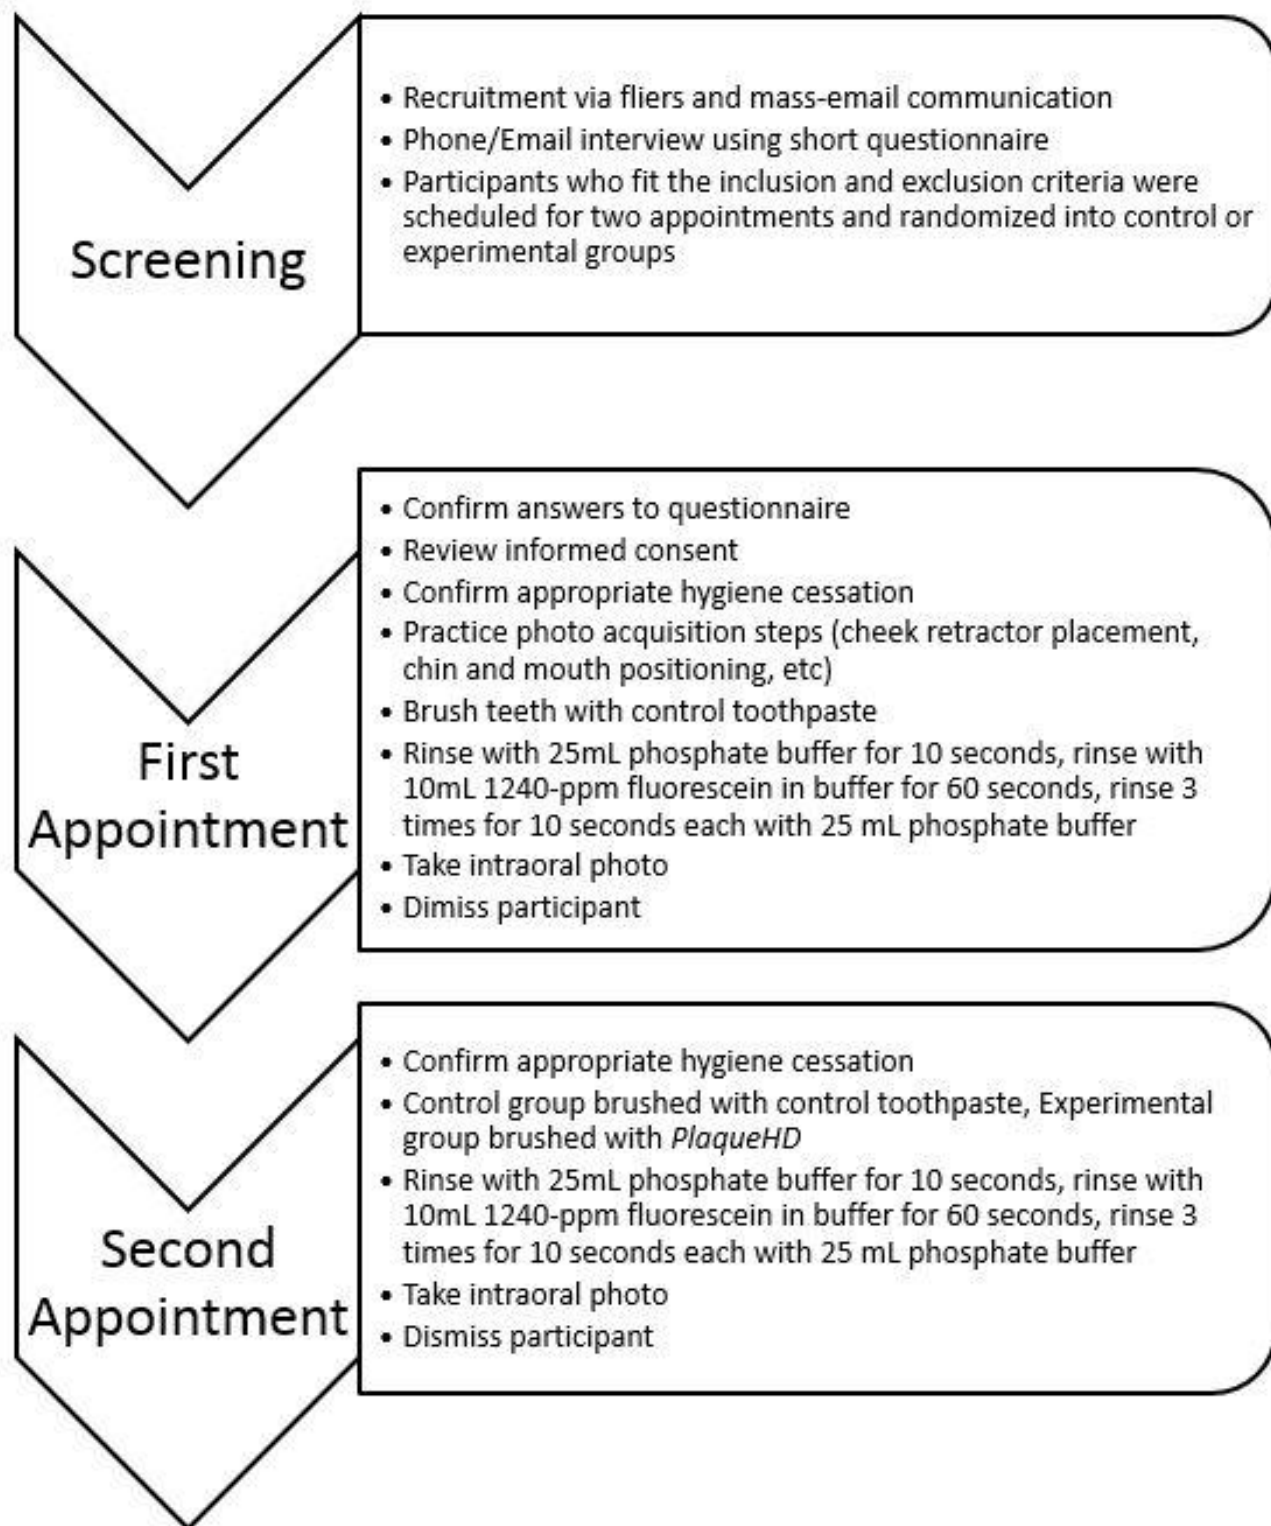 Screening
• Recruitment via fliers and mass-email communication
• Phone/Email interview using short questionnaire
• Participants who fit the inclusion and exclusion criteria were
scheduled for two appointments and randomized into control or
experimental groups
First
Appointment
• Confirm answers to questionnaire
• Review informed consent
• Confirm appropriate hygiene cessation
• Practice photo acquisition steps (cheek retractor placement,
chin and mouth positioning, etc)
• Brush teeth with control toothpaste
• Rinse with 25mL phosphate buffer for 10 seconds, rinse with
10mL 1240-ppm fluorescein in buffer for 60 seconds, rinse 3
times for 10 seconds each with 25 mL phosphate buffer
• Take intraoral photo
• Dimiss participant
Second
Appointment
• Confirm appropriate hygiene cessation
• Control group brushed with control toothpaste, Experimental
group brushed with PlaqueHD
• Rinse with 25mL phosphate buffer for 10 seconds, rinse with
10mL 1240-ppm fluorescein in buffer for 60 seconds, rinse 3
times for 10 seconds each with 25 mL phosphate buffer
• Take intraoral photo
• Dismiss participant